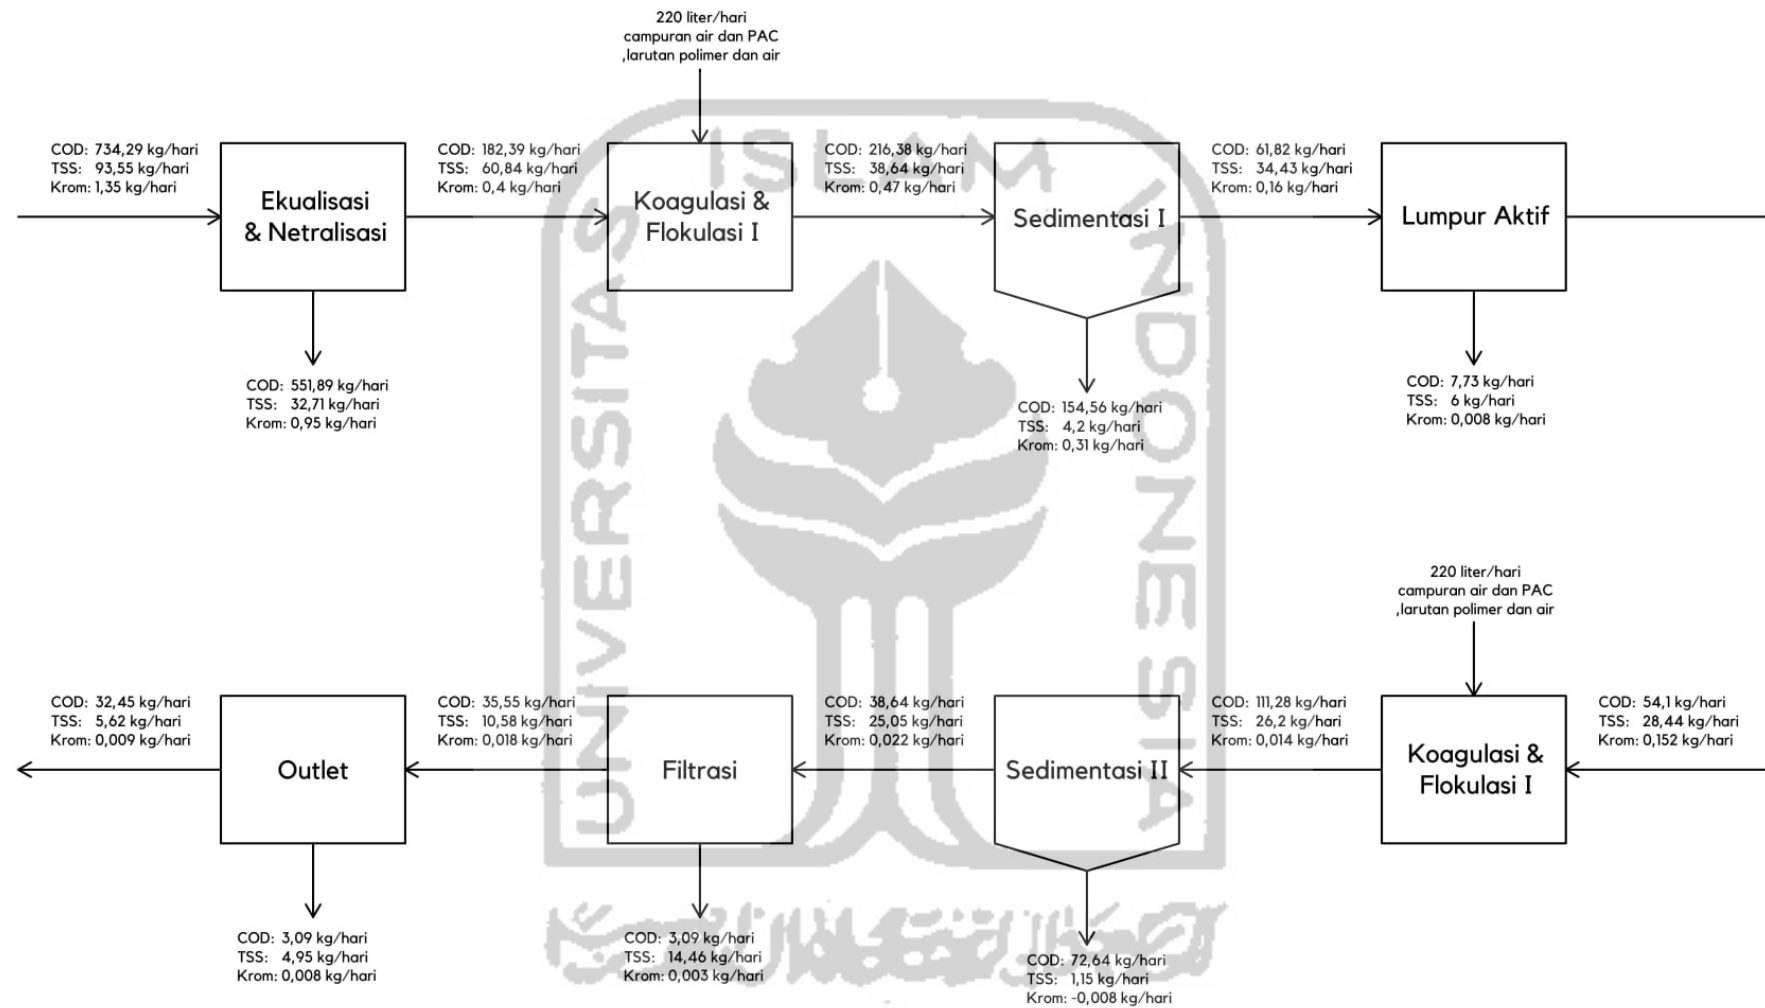 220 liter/hari
campuran air dan PAC
,larutan polimer dan air
COD: 734,29 kg/hari
TSS: 93,55 kg/hari
Krom: 1,35 kg/hari
Ekualisasi
& Netralisasi
COD: 182,39 kg/hari
TSS: 60,84 kg/hari
Krom: 0,4 kg/hari
Koagulasi &
Flokulasi I
COD: 216,38 kg/hari
TSS: 38,64 kg/hari
Krom: 0,47 kg/hari
Sedimentasi I
COD: 61,82 kg/hari
TSS: 34,43 kg/hari
Krom: 0,16 kg/hari
Lumpur Aktif
COD: 551,89 kg/hari
TSS: 32,71 kg/hari
Krom: 0,95 kg/hari
COD: 154,56 kg/hari
TSS: 4,2 kg/hari
Krom: 0,31 kg/hari
COD: 7,73 kg/hari
TSS: 6 kg/hari
Krom: 0,008 kg/hari
220 liter/hari
campuran air dan PAC
,larutan polimer dan air
COD: 32,45 kg/hari
TSS: 5,62 kg/hari
Krom: 0,009 kg/hari
Outlet
COD: 35,55 kg/hari
TSS: 10,58 kg/hari
Krom: 0,018 kg/hari
Filtrasi
COD: 38,64 kg/hari
TSS: 25,05 kg/hari
Krom: 0,022 kg/hari
Sedimentasi II
COD: 111,28 kg/hari
TSS: 26,2 kg/hari
Krom: 0,014 kg/hari
Koagulasi &
Flokulasi I
COD: 54,1 kg/hari
TSS: 28,44 kg/hari
Krom: 0,152 kg/hari
COD: 3,09 kg/hari
TSS: 4,95 kg/hari
Krom: 0,008 kg/hari
COD: 3,09 kg/hari
TSS: 14,46 kg/hari
Krom: 0,003 kg/hari
COD: 72,64 kg/hari
TSS: 1,15 kg/hari
Krom: -0,008 kg/hari
UNIVERSITAS
ISLAM
INDONESIA